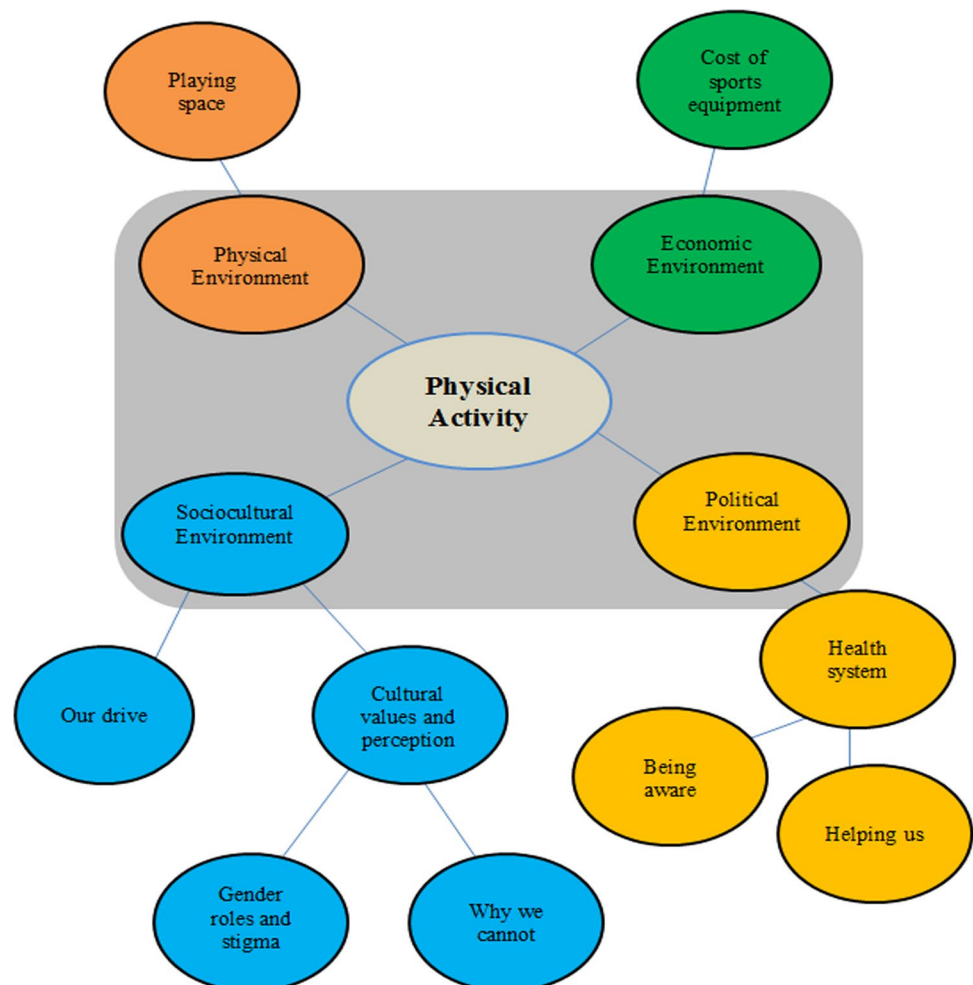 Playing
space
Cost of
sports
equipment
Physical
Environment
Economic
Environment
Physical
Activity
Sociocultural
Environment
Political
Environment
Our drive
Cultural
values and
perception
Health
system
Being
aware
Helping us
Gender
roles and
stigma
Why we
cannot